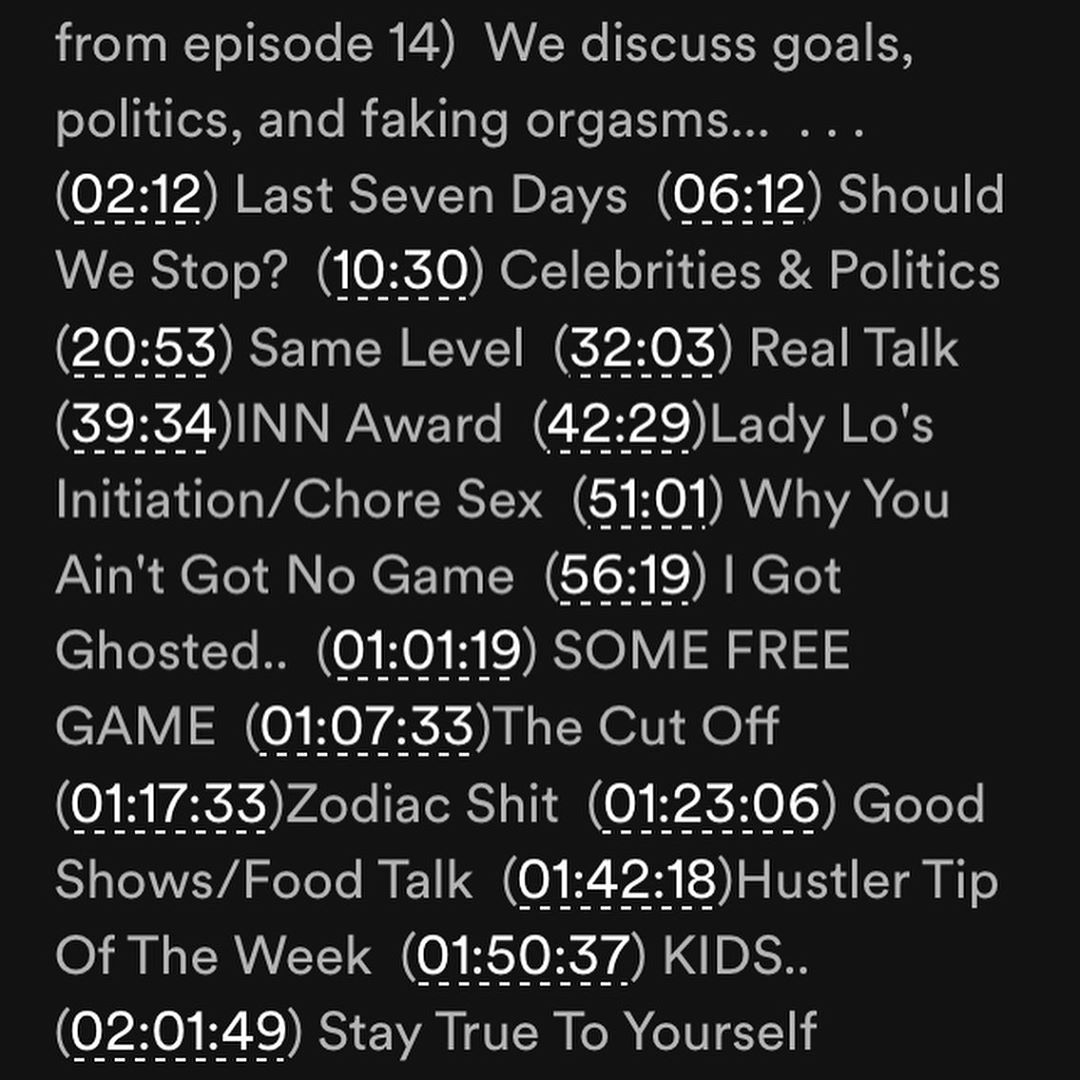 from episode 14)  We discuss goals,
politics, and faking orgasms...  . . .
(02:12) Last Seven Days  (06:12) Should
We Stop?  (10:30) Celebrities & Politics
(20:53) Same Level  (32:03) Real Talk
(39:34)INN Award  (42:29)Lady Lo's
Initiation/Chore Sex  (51:01) Why You
Ain't Got No Game  (56:19) I Got
Ghosted..  (01:01:19) SOME FREE
GAME  (01:07:33)The Cut Off
(01:17:33)Zodiac Shit  (01:23:06) Good
Shows/Food Talk  (01:42:18)Hustler Tip
Of The Week  (01:50:37) KIDS..
(02:01:49) Stay True To Yourself